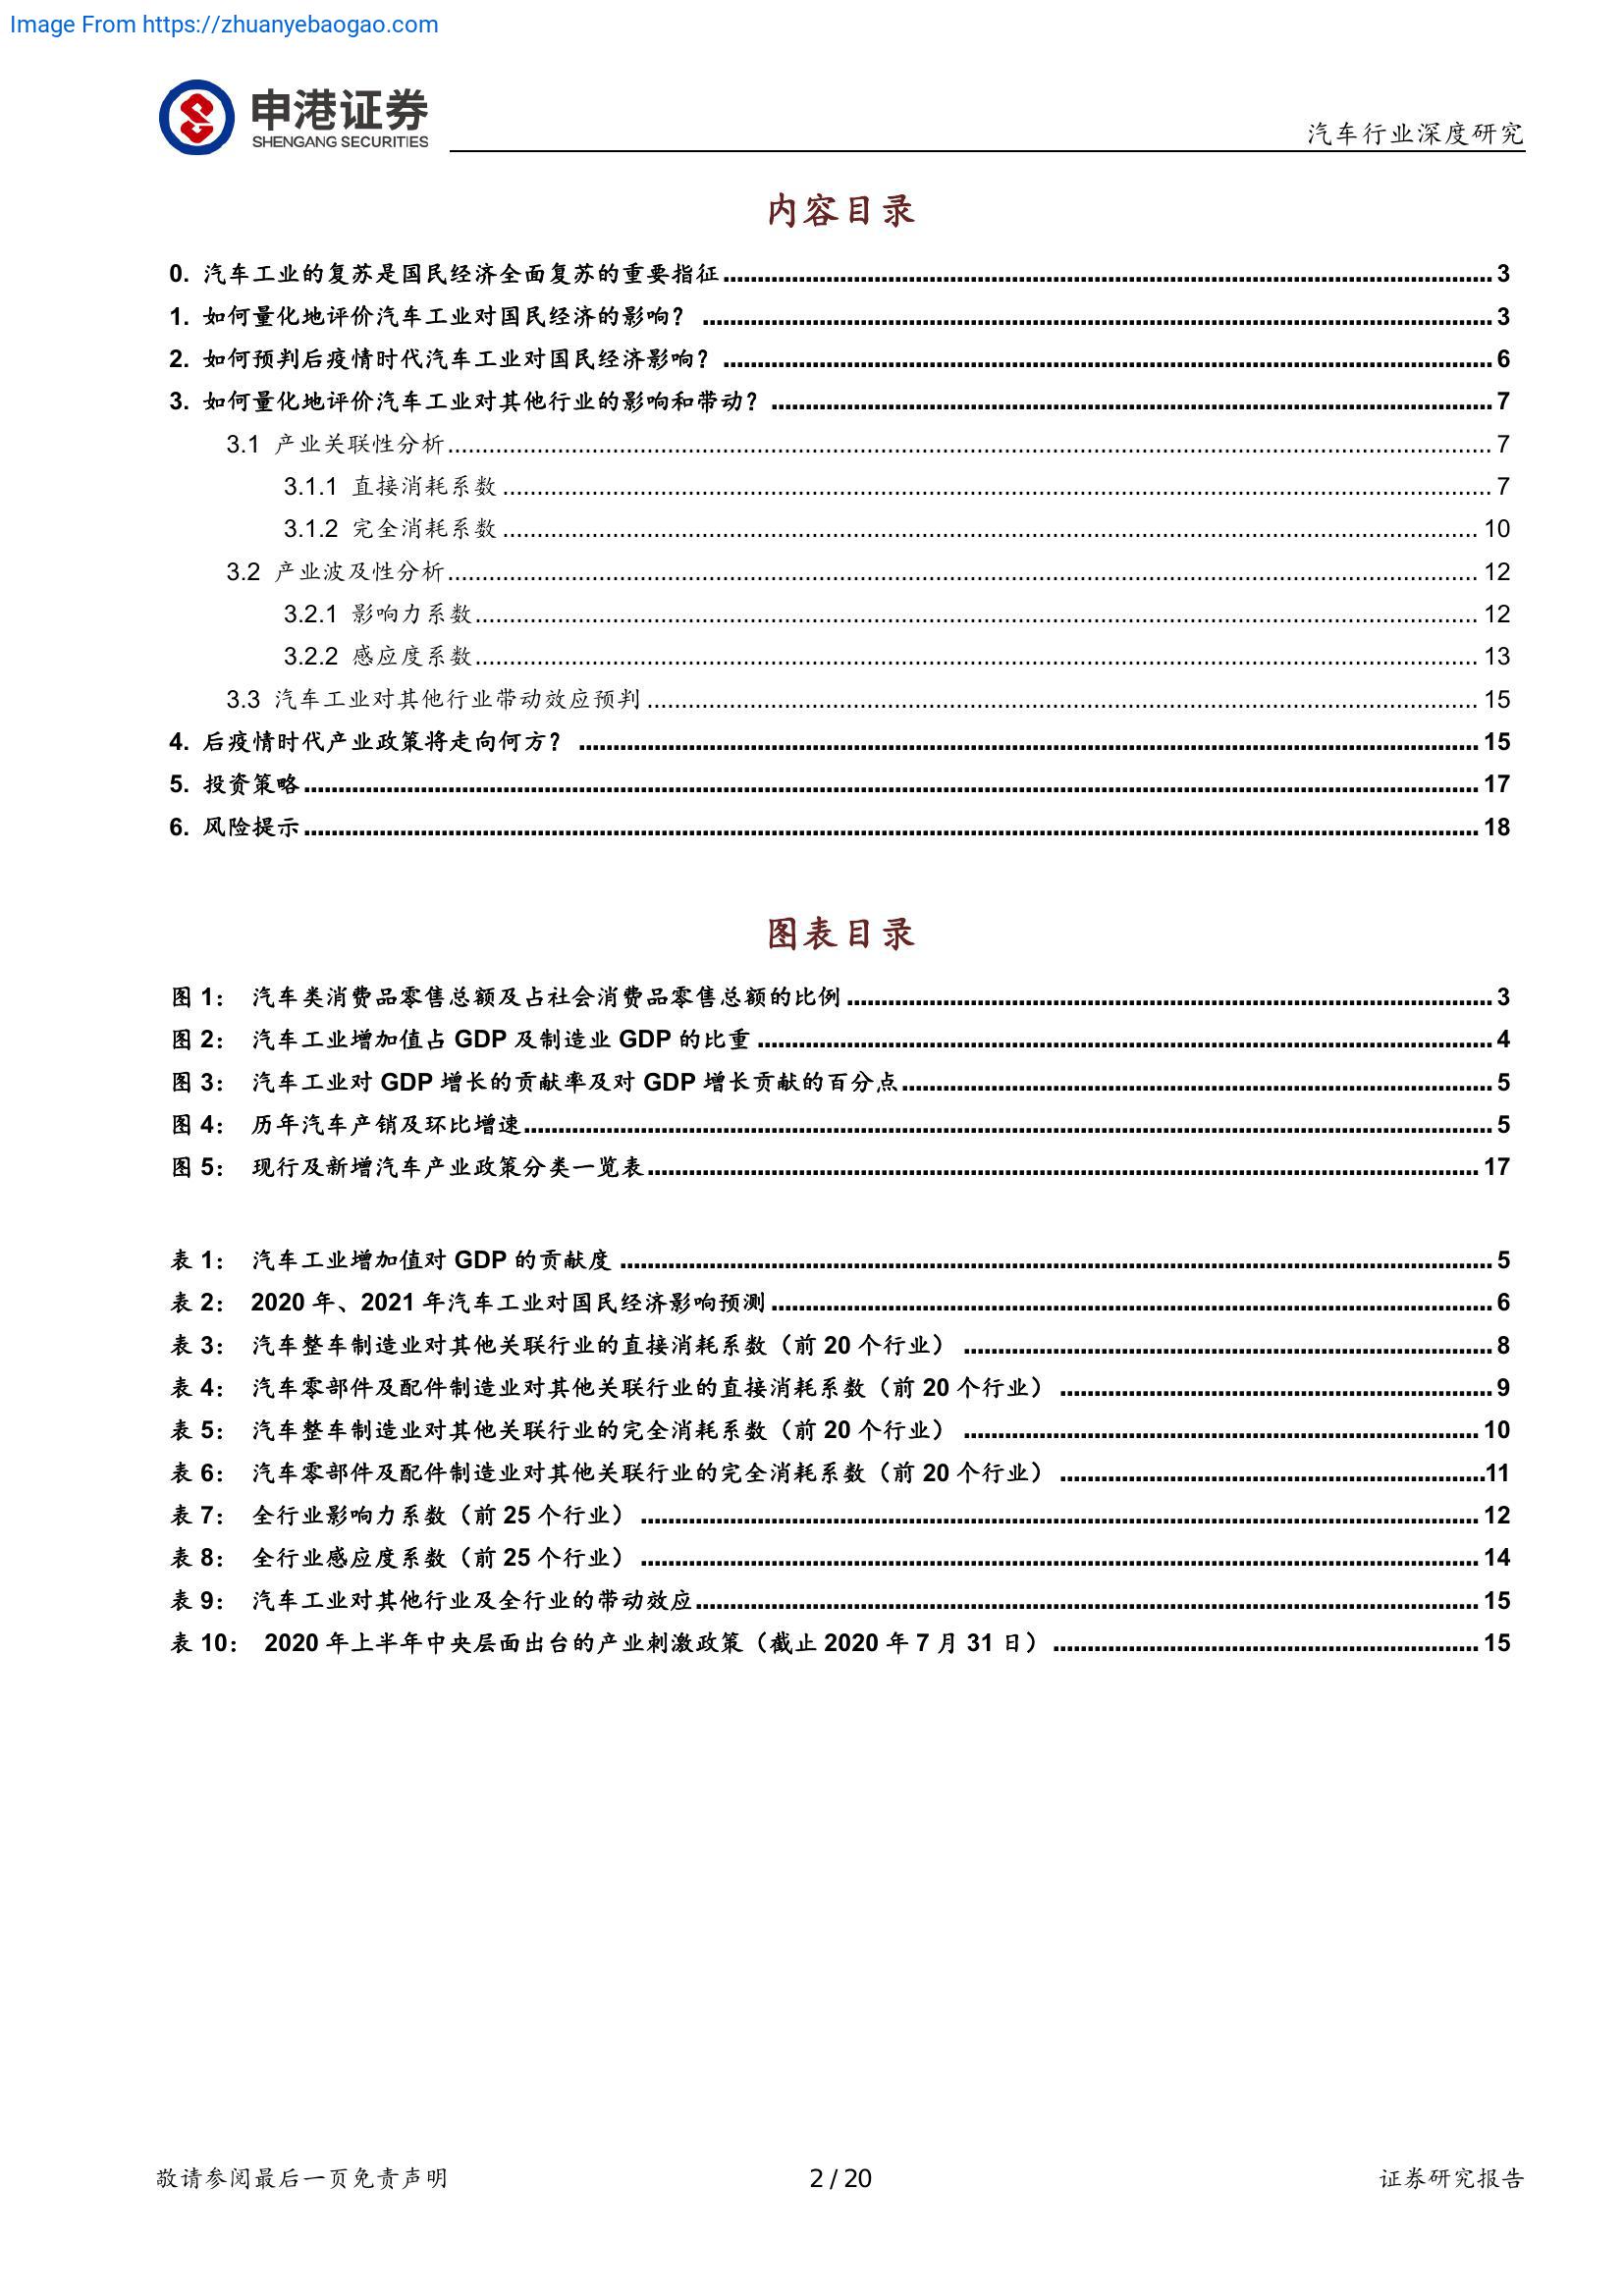 Image From https://zhuanyebaogao.com
申港证券
SHENGANG SECURITIES
汽车行业深度研究
内容目录
0. 汽车工业的复苏是国民经济全面复苏的重要指征 3
1. 如何量化地评价汽车工业对国民经济的影响？ 3
2. 如何预判后疫情时代汽车工业对国民经济影响？ 6
3. 如何量化地评价汽车工业对其他行业的影响和带动？ 7
3.1 产业关联性分析 7
3.1.1 直接消耗系数 7
3.1.2 完全消耗系数 10
3.2 产业波及性分析 12
3.2.1 影响力系数 12
3.2.2 感应度系数 13
3.3 汽车工业对其他行业带动效应预判 15
4. 后疫情时代产业政策将走向何方？ 15
5. 投资策略 17
6. 风险提示 18
图表目录
图 1： 汽车类消费品零售总额及占社会消费品零售总额的比例 3
图 2： 汽车工业增加值占 GDP 及制造业 GDP 的比重 4
图 3： 汽车工业对 GDP 增长的贡献率及对 GDP 增长贡献的百分点 5
图 4： 历年汽车产销及环比增速 5
图 5： 现行及新增汽车产业政策分类一览表 17
表 1： 汽车工业增加值对 GDP 的贡献度 5
表 2： 2020 年、2021 年汽车工业对国民经济影响预测 6
表 3： 汽车整车制造业对其他关联行业的直接消耗系数（前 20 个行业） 8
表 4： 汽车零部件及配件制造业对其他关联行业的直接消耗系数（前 20 个行业） 9
表 5： 汽车整车制造业对其他关联行业的完全消耗系数（前 20 个行业） 10
表 6： 汽车零部件及配件制造业对其他关联行业的完全消耗系数（前 20 个行业） 11
表 7： 全行业影响力系数（前 25 个行业） 12
表 8： 全行业感应度系数（前 25 个行业） 14
表 9： 汽车工业对其他行业及全行业的带动效应 15
表 10： 2020 年上半年中央层面出台的产业刺激政策（截止 2020 年 7 月 31 日） 15
敬请参阅最后一页免责声明
2 / 20
证券研究报告